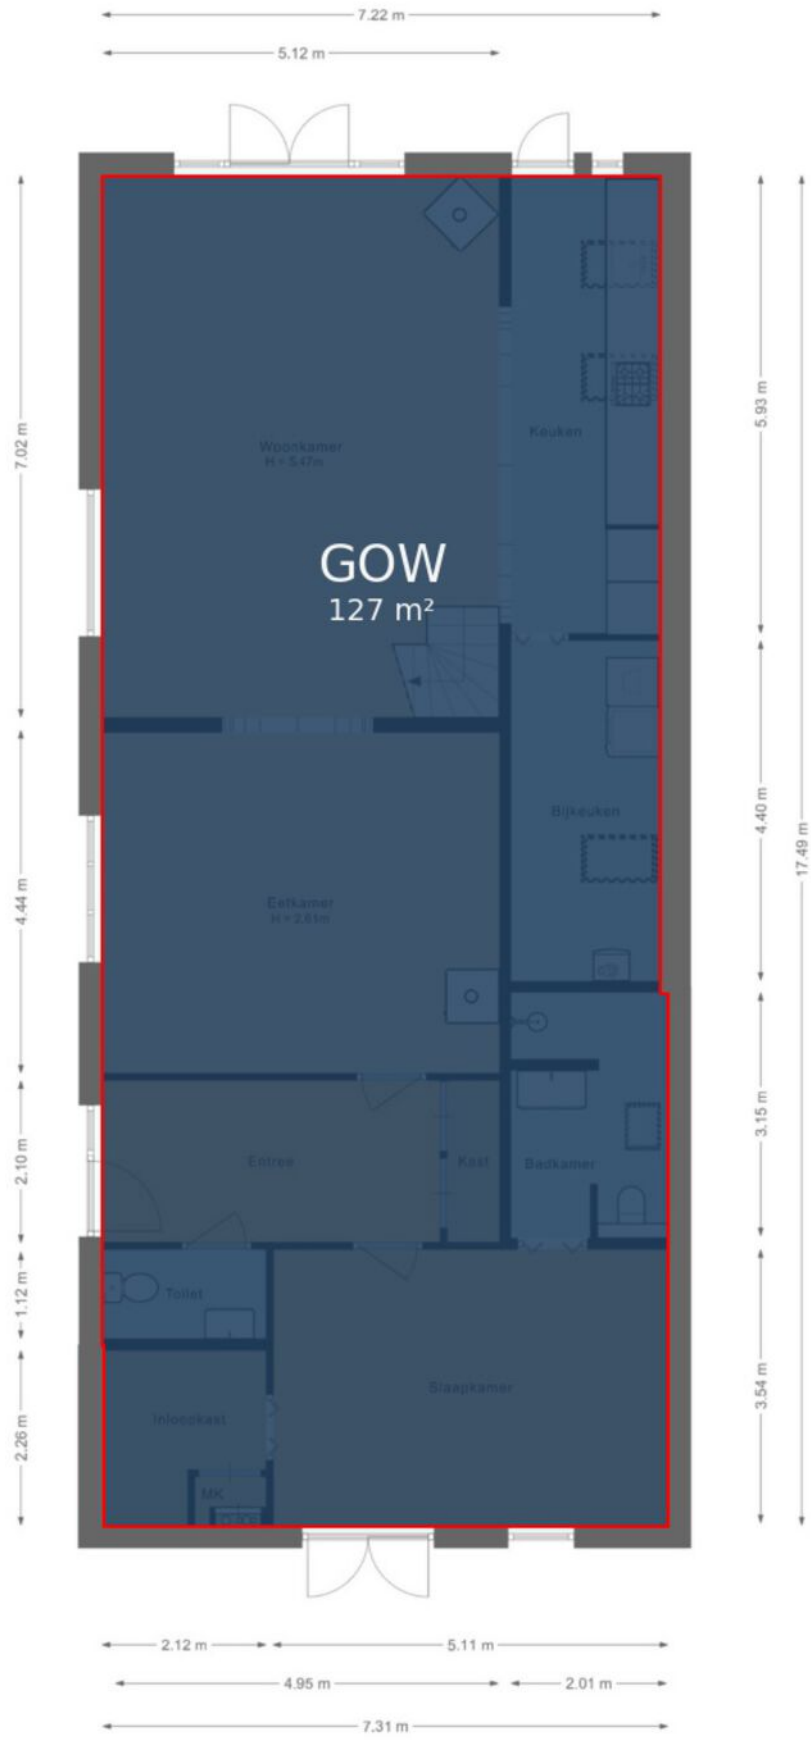 7.22 m
5.12 m
7.02 m
5.93 m
Woonkamer
H = 5.47m
Keuken
GOW
127 m²
17.49 m
4.40 m
Bijkeuken
4.44 m
Eetkamer
2.10 m
3.15 m
Entree
Kast
Badkamer
1.12 m
Toilet
2.26 m
3.54 m
Slaapkamer
Inloopkast
MK
2.12 m
5.11 m
4.95 m
2.01 m
7.31 m